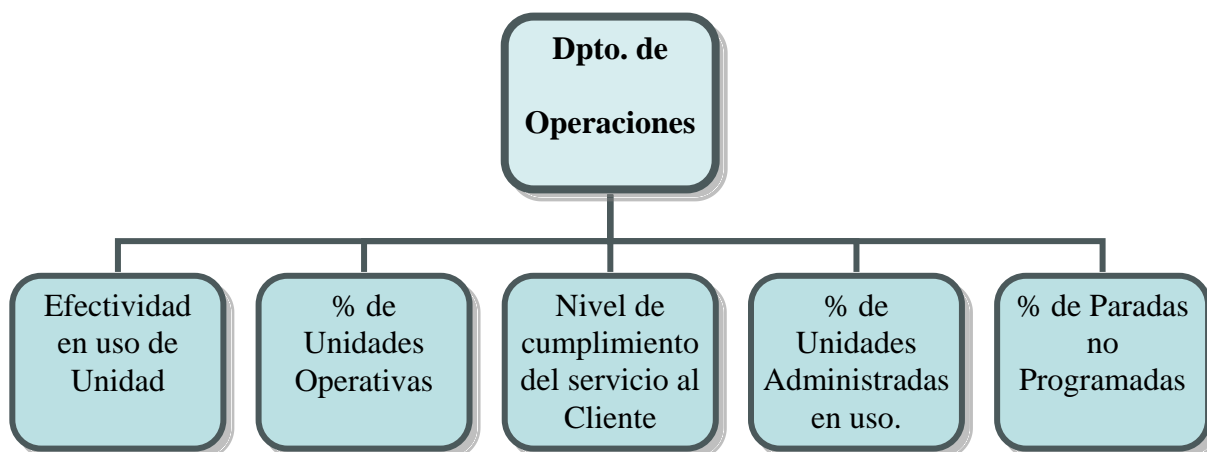 Dpto. de
Operaciones
Efectividad
en uso de
Unidad
% de
Unidades
Operativas
Nivel de
cumplimiento
del servicio al
Cliente
% de
Unidades
Administradas
en uso.
% de Paradas
no
Programadas